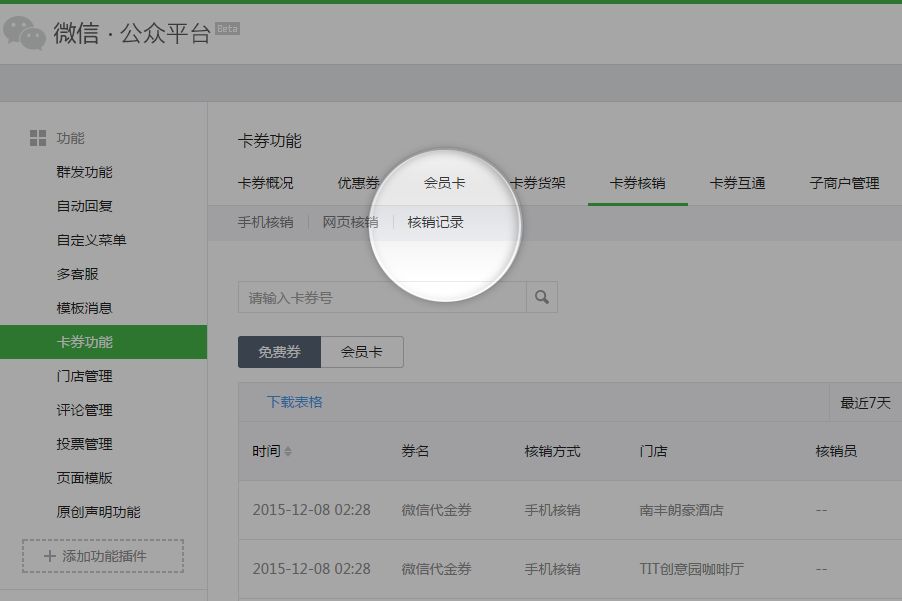 微信 · 公众平台 Beta
功能
群发功能
自动回复
自定义菜单
多客服
模板消息
卡券功能
门店管理
评论管理
投票管理
页面模版
原创声明功能
+ 添加功能插件
卡券功能
卡券概况 优惠券 会员卡 卡券货架 卡券核销 卡券互通 子商户管理
手机核销 网页核销 核销记录
请输入卡券号
免费券 会员卡
下载表格 最近7天
时间 券名 核销方式 门店 核销员
2015-12-08 02:28 微信代金券 手机核销 南丰朗豪酒店 --
2015-12-08 02:28 微信代金券 手机核销 TIT创意园咖啡厅 --